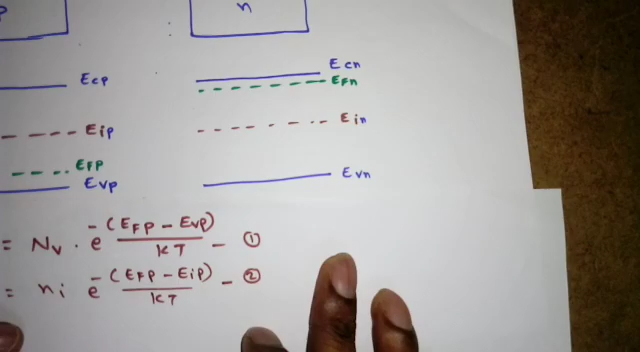 P n
Ecp Ecn
EFn
Eip Ein
EFP
Evp Evn
= Nv . e -(EFp - Evp)/KT - ①
= ni e -(EFp - Eip)/KT - ②